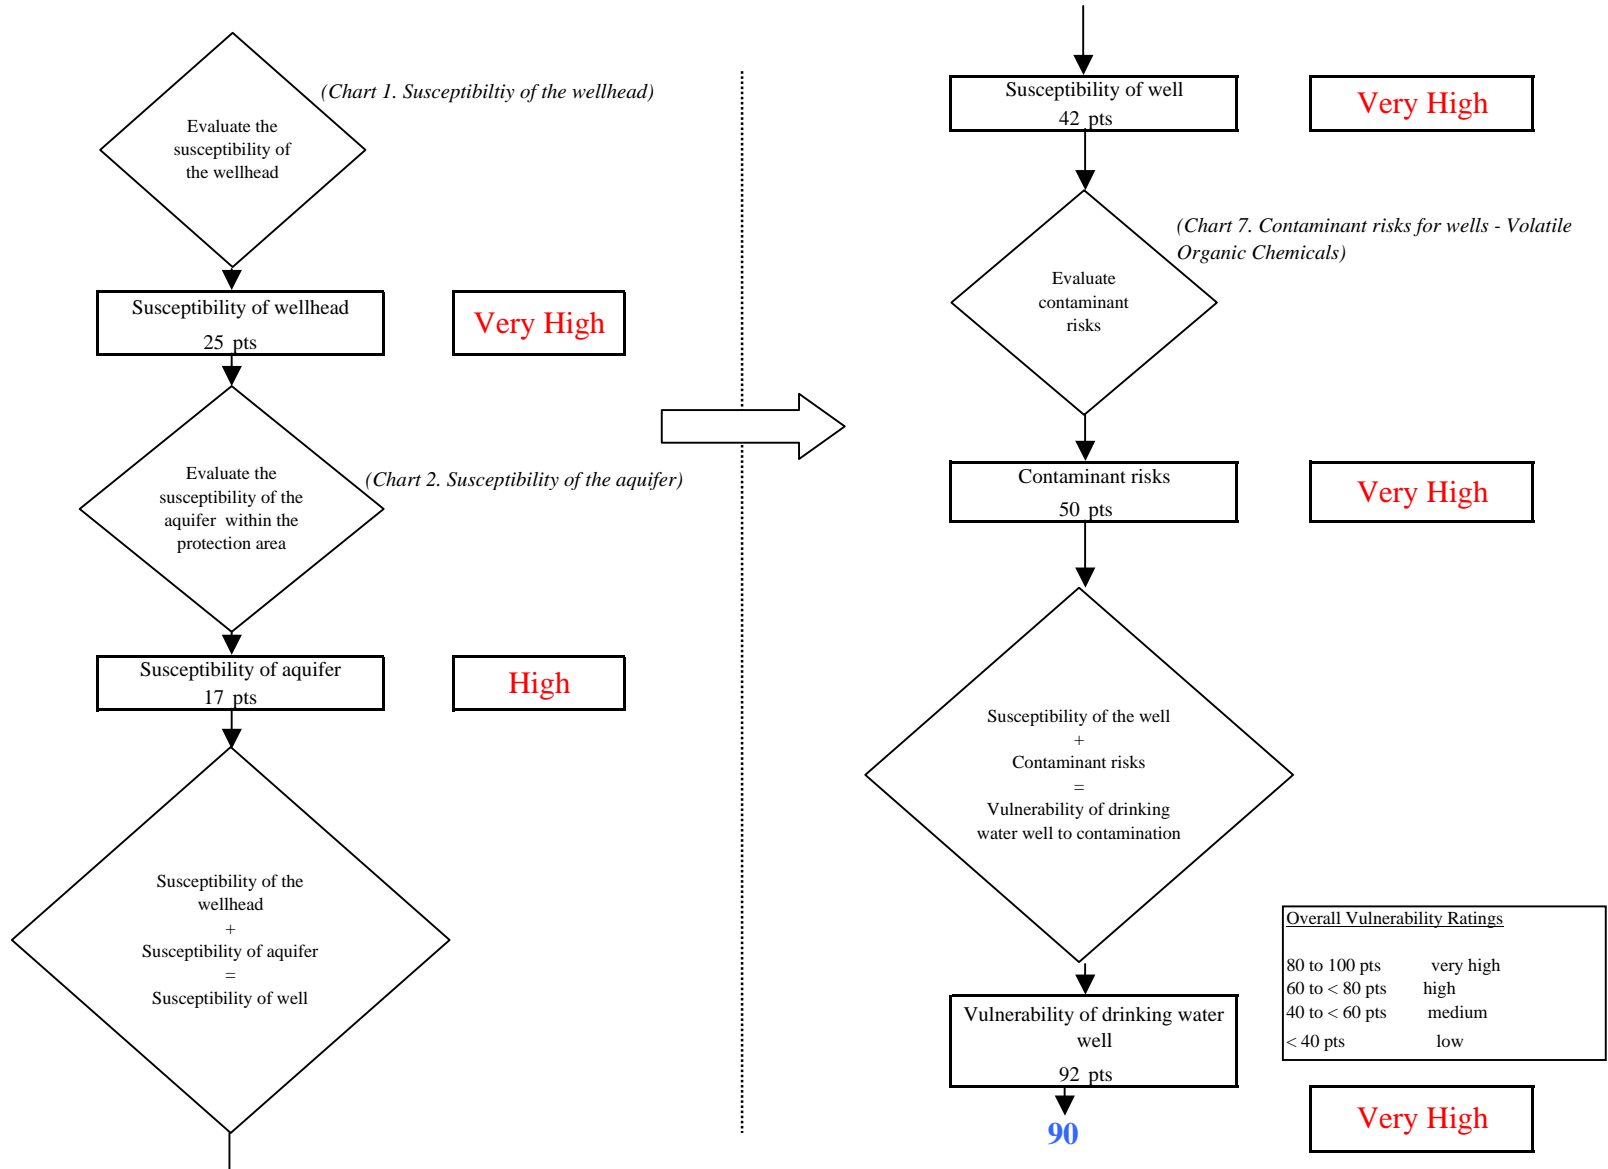 (Chart 1. Susceptibiltiy of the wellhead)
Evaluate the
susceptibility of
the wellhead
Susceptibility of wellhead
25 pts
Very High
Evaluate the
susceptibility of the
aquifer within the
protection area
(Chart 2. Susceptibility of the aquifer)
Susceptibility of aquifer
17 pts
High
Susceptibility of the
wellhead
+
Susceptibility of aquifer
=
Susceptibility of well
Susceptibility of well
42 pts
Very High
(Chart 7. Contaminant risks for wells - Volatile
Organic Chemicals)
Evaluate
contaminant
risks
Contaminant risks
50 pts
Very High
Susceptibility of the well
+
Contaminant risks
=
Vulnerability of drinking
water well to contamination
Overall Vulnerability Ratings
80 to 100 pts very high
60 to < 80 pts high
40 to < 60 pts medium
< 40 pts low
Vulnerability of drinking water
well
92 pts
90
Very High